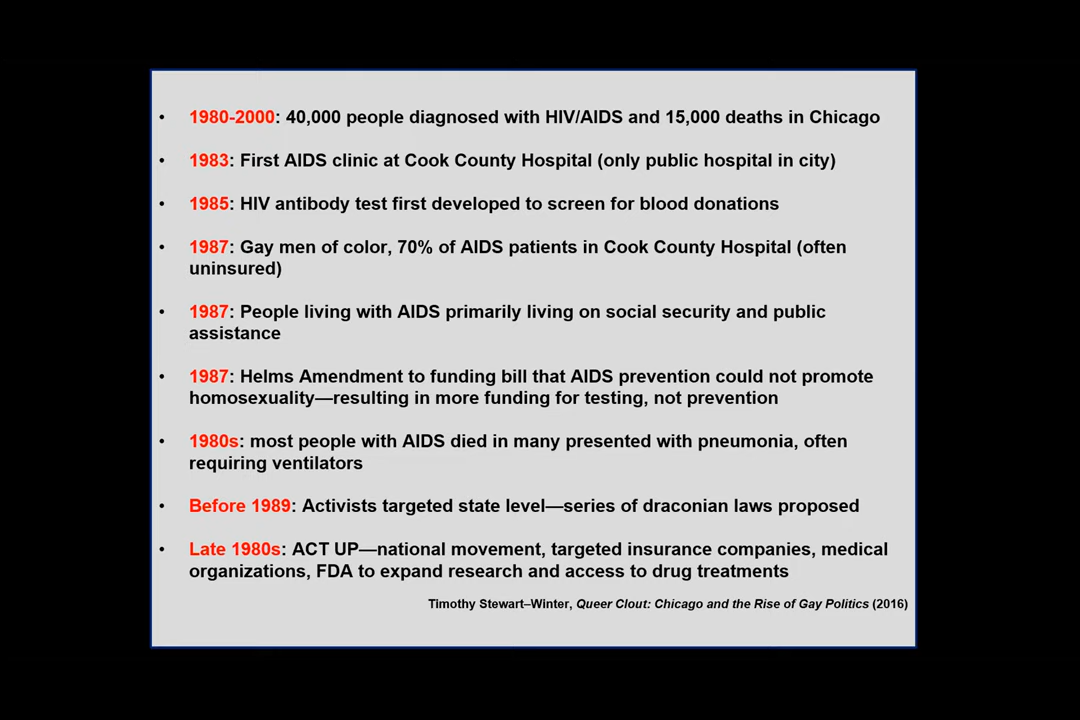 • 1980-2000: 40,000 people diagnosed with HIV/AIDS and 15,000 deaths in Chicago
• 1983: First AIDS clinic at Cook County Hospital (only public hospital in city)
• 1985: HIV antibody test first developed to screen for blood donations
• 1987: Gay men of color, 70% of AIDS patients in Cook County Hospital (often
uninsured)
• 1987: People living with AIDS primarily living on social security and public
assistance
• 1987: Helms Amendment to funding bill that AIDS prevention could not promote
homosexuality—resulting in more funding for testing, not prevention
• 1980s: most people with AIDS died in many presented with pneumonia, often
requiring ventilators
• Before 1989: Activists targeted state level—series of draconian laws proposed
• Late 1980s: ACT UP—national movement, targeted insurance companies, medical
organizations, FDA to expand research and access to drug treatments
Timothy Stewart–Winter, Queer Clout: Chicago and the Rise of Gay Politics (2016)